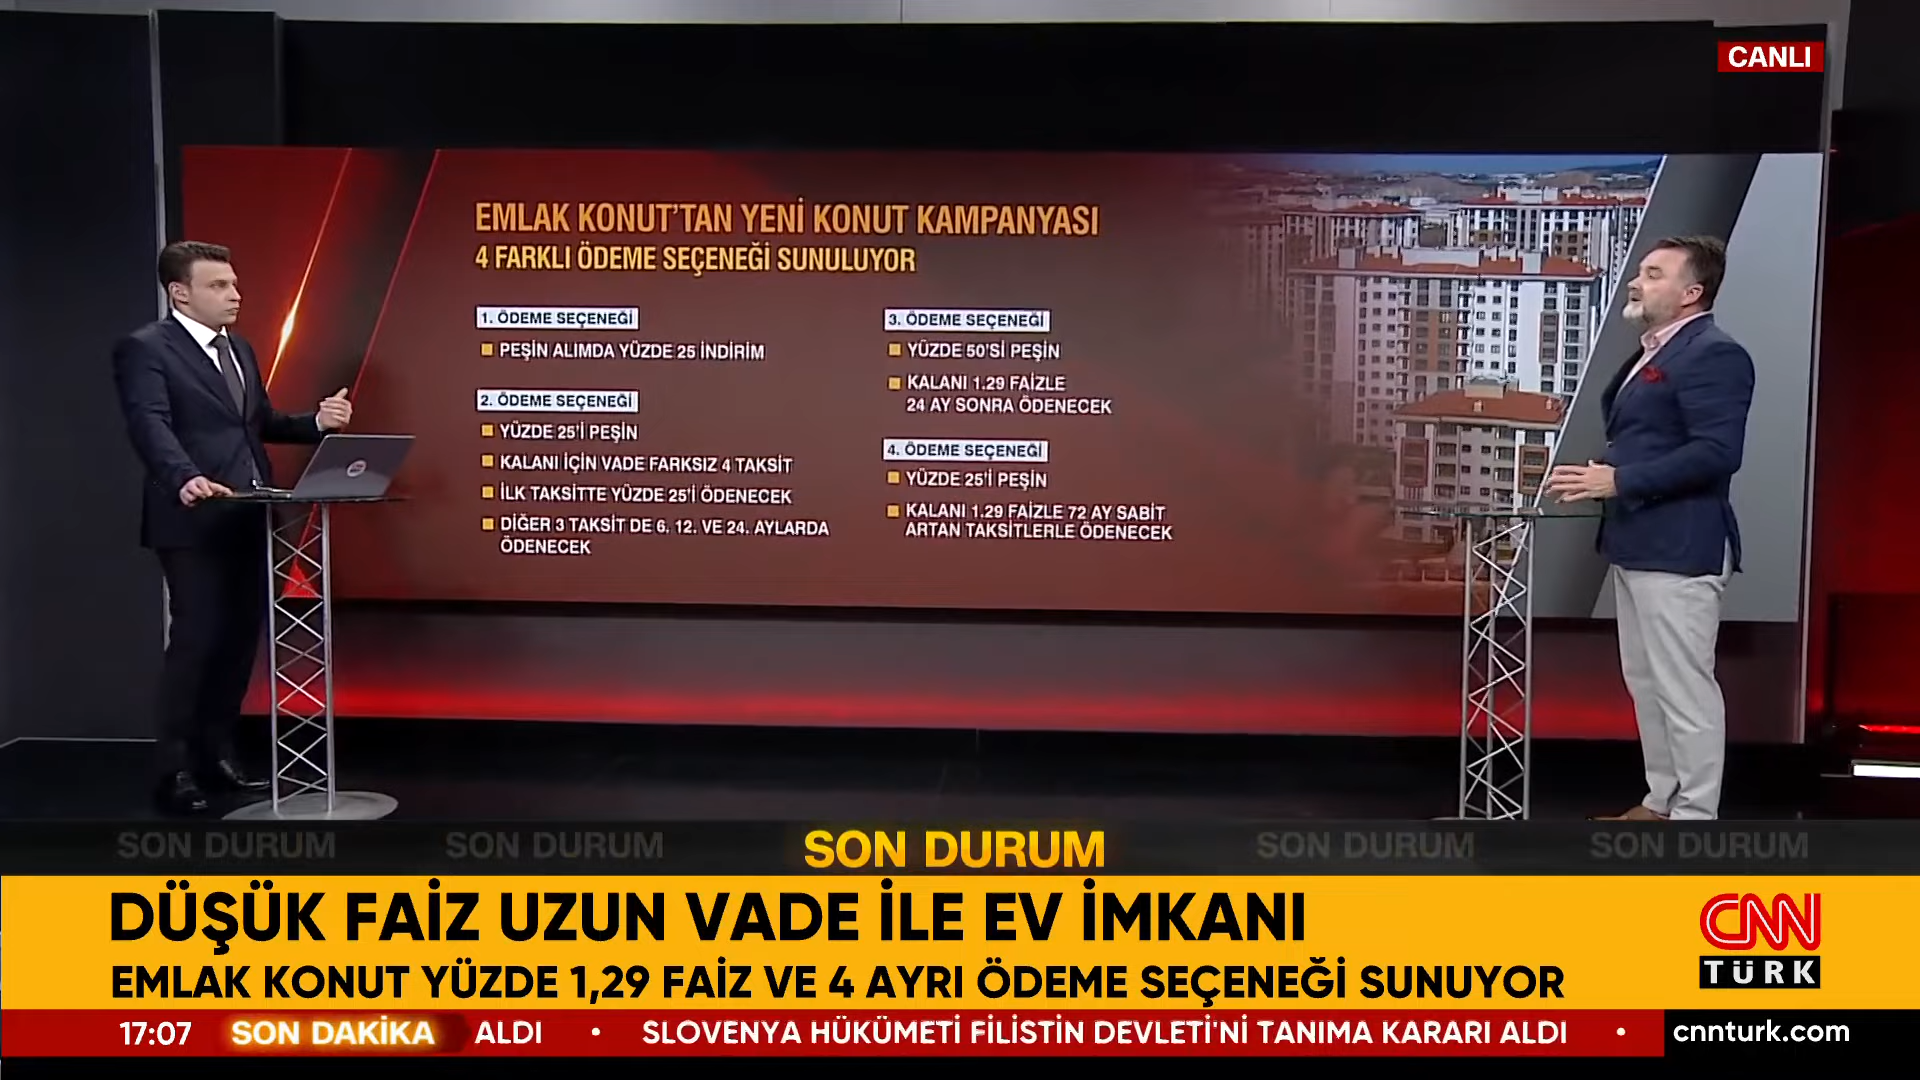 CANLI
EMLAK KONUT'TAN YENİ KONUT KAMPANYASI
4 FARKLI ÖDEME SEÇENEĞİ SUNULUYOR
1. ÖDEME SEÇENEĞİ
PEŞİN ALIMDA YÜZDE 25 İNDİRİM
2. ÖDEME SEÇENEĞİ
YÜZDE 25'İ PEŞİN
KALANI İÇİN VADE FARKSIZ 4 TAKSİT
İLK TAKSİTTE YÜZDE 25'İ ÖDENECEK
DİĞER 3 TAKSİT DE 6. 12. VE 24. AYLARDA
ÖDENECEK
3. ÖDEME SEÇENEĞİ
YÜZDE 50'Sİ PEŞİN
KALANI 1.29 FAİZLE
24 AY SONRA ÖDENECEK
4. ÖDEME SEÇENEĞİ
YÜZDE 25'İ PEŞİN
KALANI 1.29 FAİZLE 72 AY SABİT
ARTAN TAKSİTLERLE ÖDENECEK
SON DURUM SON DURUM SON DURUM SON DURUM SON DURUM
DÜŞÜK FAİZ UZUN VADE İLE EV İMKANI
EMLAK KONUT YÜZDE 1,29 FAİZ VE 4 AYRI ÖDEME SEÇENEĞİ SUNUYOR
CNN
TÜRK
17:07 SON DAKİKA ALDI • SLOVENYA HÜKÜMETİ FİLİSTİN DEVLETİ'Nİ TANIMA KARARI ALDI • cnnturk.com